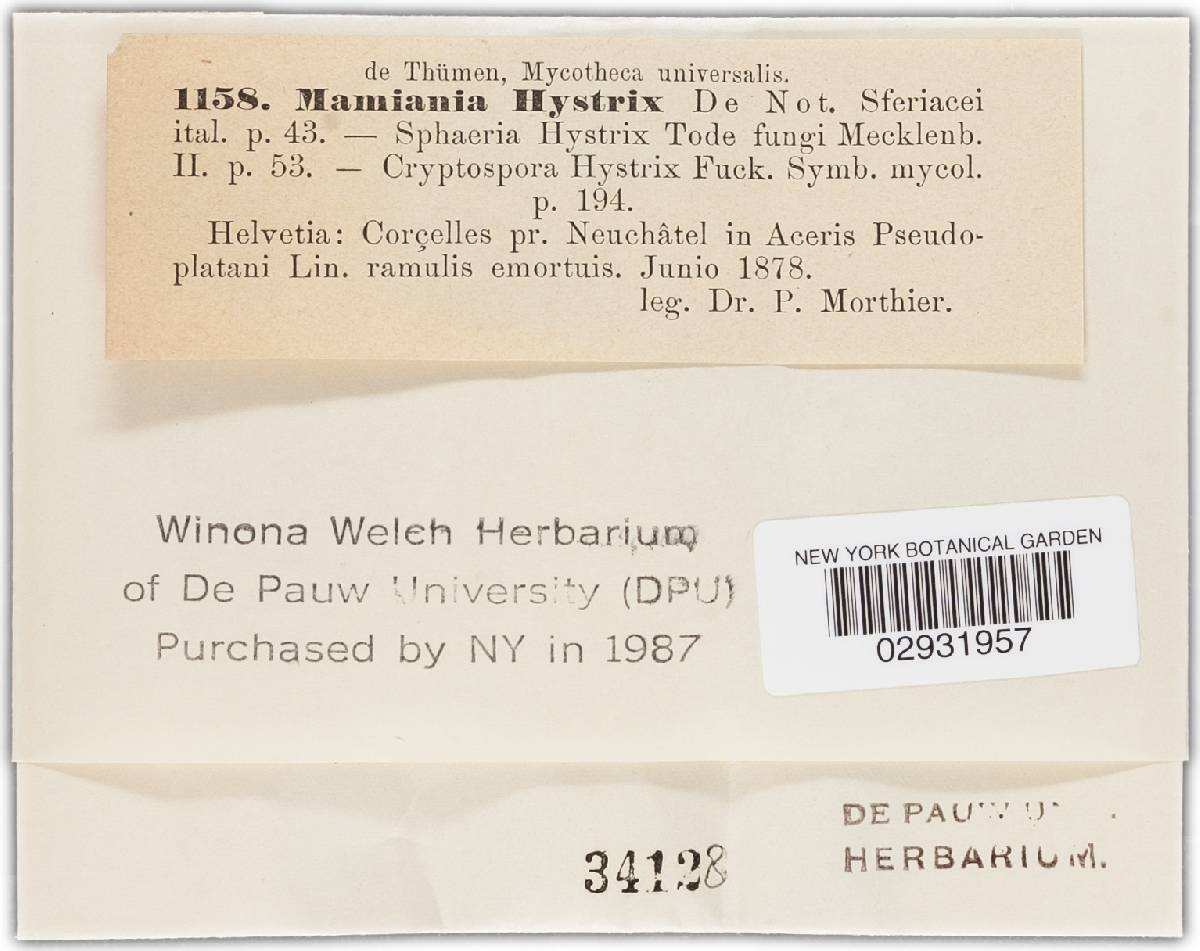 de Thümen, Mycotheca universalis.
1158. Mamiania Hystrix De Not. Sferiacei
ital. p. 43. — Sphaeria Hystrix Tode fungi Mecklenb.
II. p. 53. — Cryptospora Hystrix Fuck. Symb. mycol.
p. 194.
Helvetia: Corçelles pr. Neuchâtel in Aceris Pseudo-
platani Lin. ramulis emortuis. Junio 1878.
leg. Dr. P. Morthier.
Winona Welch Herbarium
of De Pauw University (DPU)
Purchased by NY in 1987
NEW YORK BOTANICAL GARDEN
02931957
DE PAUW
HERBARIUM.
34128